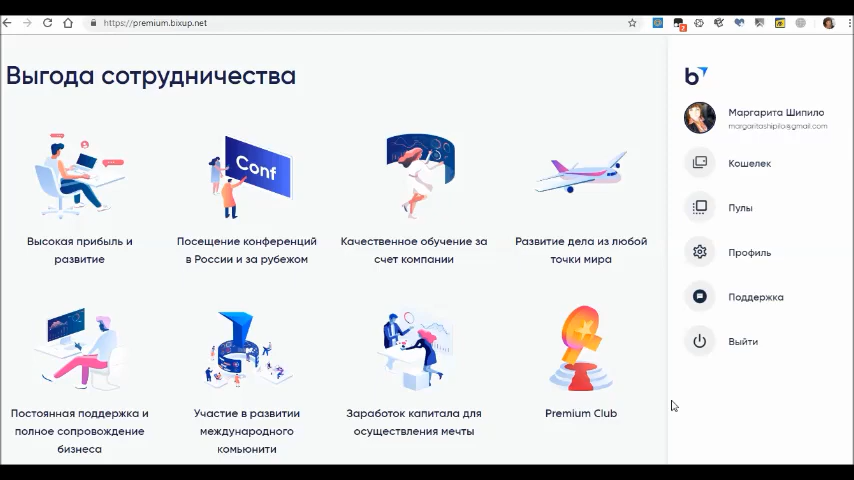 https://premium.bixup.net
Выгода сотрудничества
Conf
Высокая прибыль и
развитие
Посещение конференций
в России и за рубежом
Качественное обучение за
счет компании
Развитие дела из любой
точки мира
Постоянная поддержка и
полное сопровождение
бизнеса
Участие в развитии
международного
комьюнити
Заработок капитала для
осуществления мечты
Premium Club
b
Маргарита Шипило
margaritashipilo@gmail.com
Кошелек
Пулы
Профиль
Поддержка
Выйти